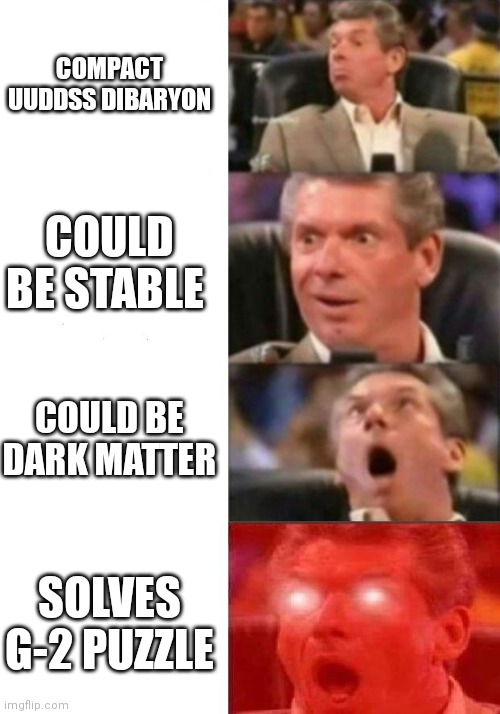 COMPACT
UUDDSS DIBARYON
COULD
BE STABLE
COULD BE
DARK MATTER
SOLVES
G-2 PUZZLE
imgflip.com